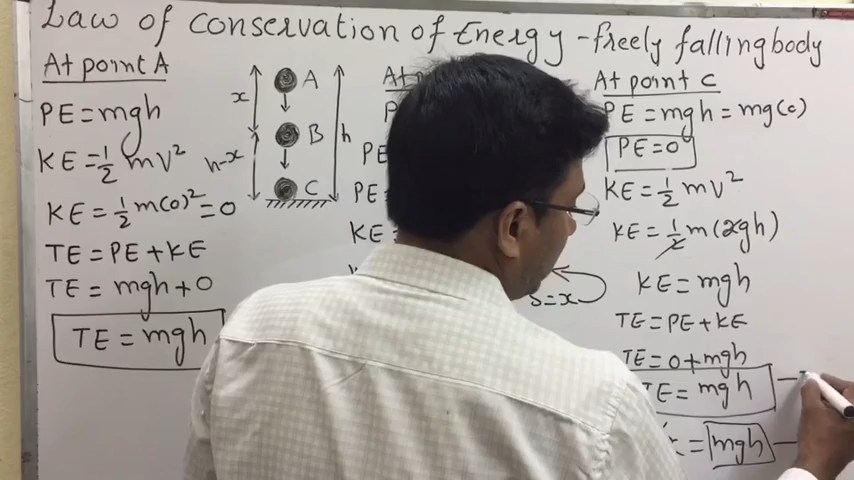 Law of conservation of Energy - freely falling body
At point A
PE = mgh
KE = ½ mv²
KE = ½ m(0)² = 0
TE = PE + KE
TE = mgh + 0
TE = mgh
x
h-x
A
B
C
h
At
PE
PE
KE
s = x
At point C
PE = mgh = mg(0)
PE = 0
KE = ½ mv²
KE = ½ m(2gh)
KE = mgh
TE = PE + KE
TE = 0 + mgh
TE = mgh
= mgh